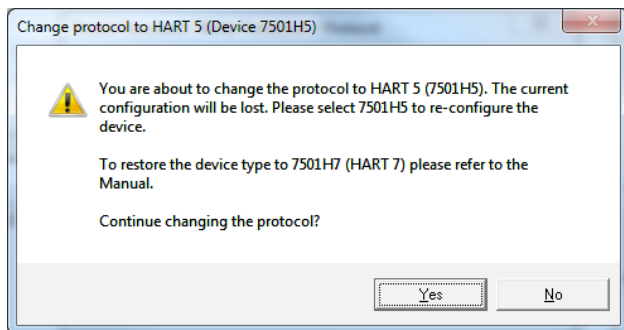 Change protocol to HART 5 (Device 7501H5)
You are about to change the protocol to HART 5 (7501H5). The current
configuration will be lost. Please select 7501H5 to re-configure the
device.
To restore the device type to 7501H7 (HART 7) please refer to the
Manual.
Continue changing the protocol?
Yes
No